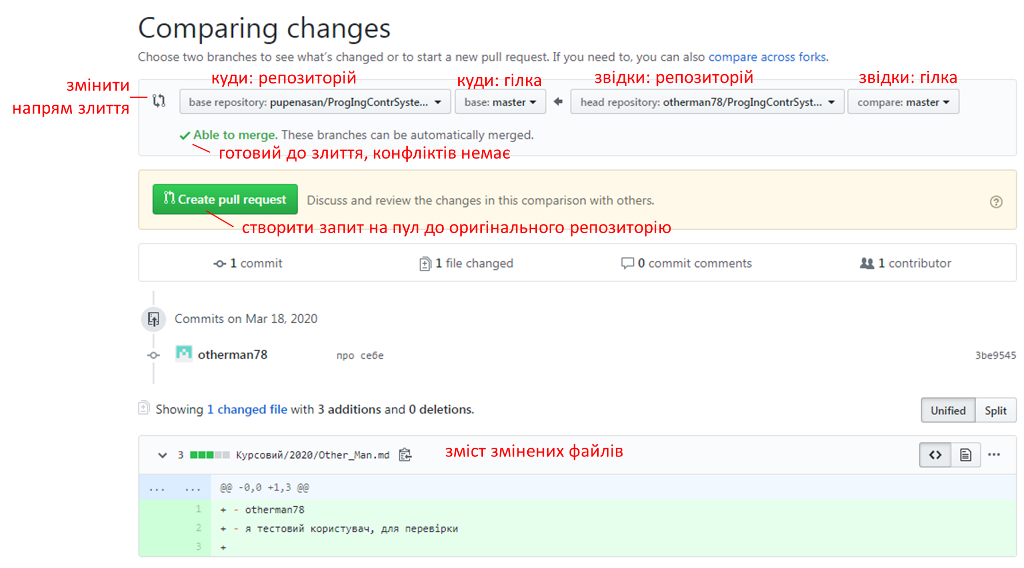 Comparing changes
Choose two branches to see what's changed or to start a new pull request. If you need to, you can also compare across forks.
змінити
напрям злиття
куди: репозиторій
куди: гілка
звідки: репозиторій
звідки: гілка
base repository: pupenasan/ProgIngContrSyste...
base: master
head repository: otherman78/ProgIngContrSyst...
compare: master
Able to merge. These branches can be automatically merged.
готовий до злиття, конфліктів немає
Create pull request
Discuss and review the changes in this comparison with others.
створити запит на пул до оригінального репозиторію
1 commit
1 file changed
0 commit comments
1 contributor
Commits on Mar 18, 2020
otherman78
про себе
3be9545
Showing 1 changed file with 3 additions and 0 deletions.
Unified
Split
зміст змінених файлів
3
Курсовий/2020/Other_Man.md
... ... @@ -0,0 +1,3 @@
1 + - otherman78
2 + - я тестовий користувач, для перевірки
3 +